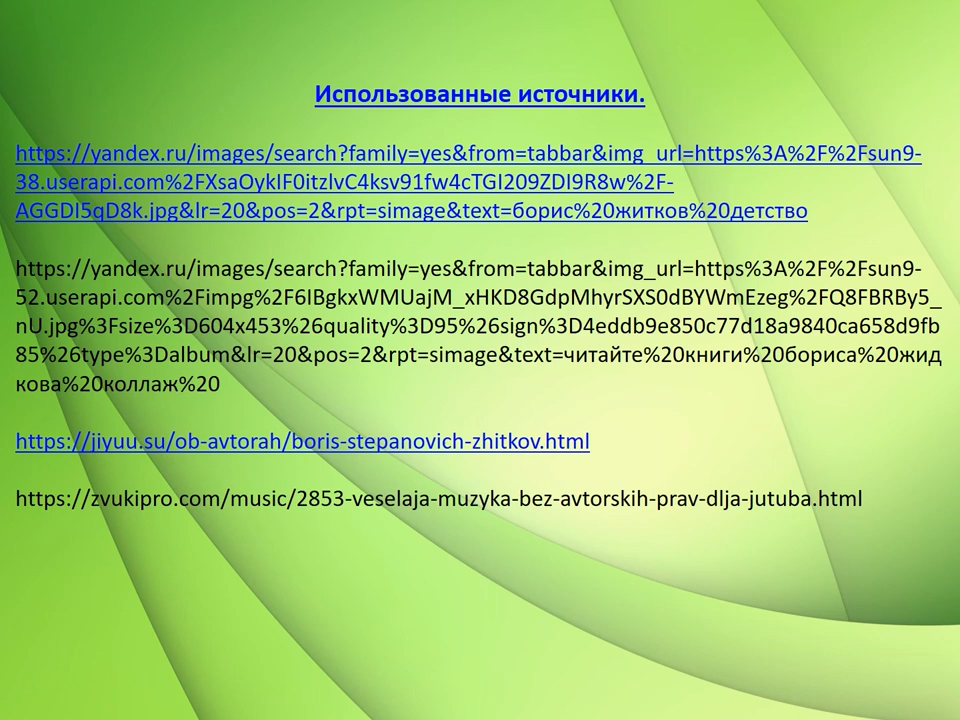 Использованные источники.
https://yandex.ru/images/search?family=yes&from=tabbar&img_url=https%3A%2F%2Fsun9-
38.userapi.com%2FXsaOykIF0itzlvC4ksv91fw4cTGI209ZDI9R8w%2F-
AGGDI5qD8k.jpg&lr=20&pos=2&rpt=simage&text=борис%20житков%20детство
https://yandex.ru/images/search?family=yes&from=tabbar&img_url=https%3A%2F%2Fsun9-
52.userapi.com%2Fimpg%2F6IBgkxWMUajM_xHKD8GdpMhyrSXS0dBYWmEzeg%2FQ8FBRBy5_
nU.jpg%3Fsize%3D604x453%26quality%3D95%26sign%3D4eddb9e850c77d18a9840ca658d9fb
85%26type%3Dalbum&lr=20&pos=2&rpt=simage&text=читайте%20книги%20бориса%20жид
кова%20коллаж%20
https://jiyuu.su/ob-avtorah/boris-stepanovich-zhitkov.html
https://zvukipro.com/music/2853-veselaja-muzyka-bez-avtorskih-prav-dlja-jutuba.html